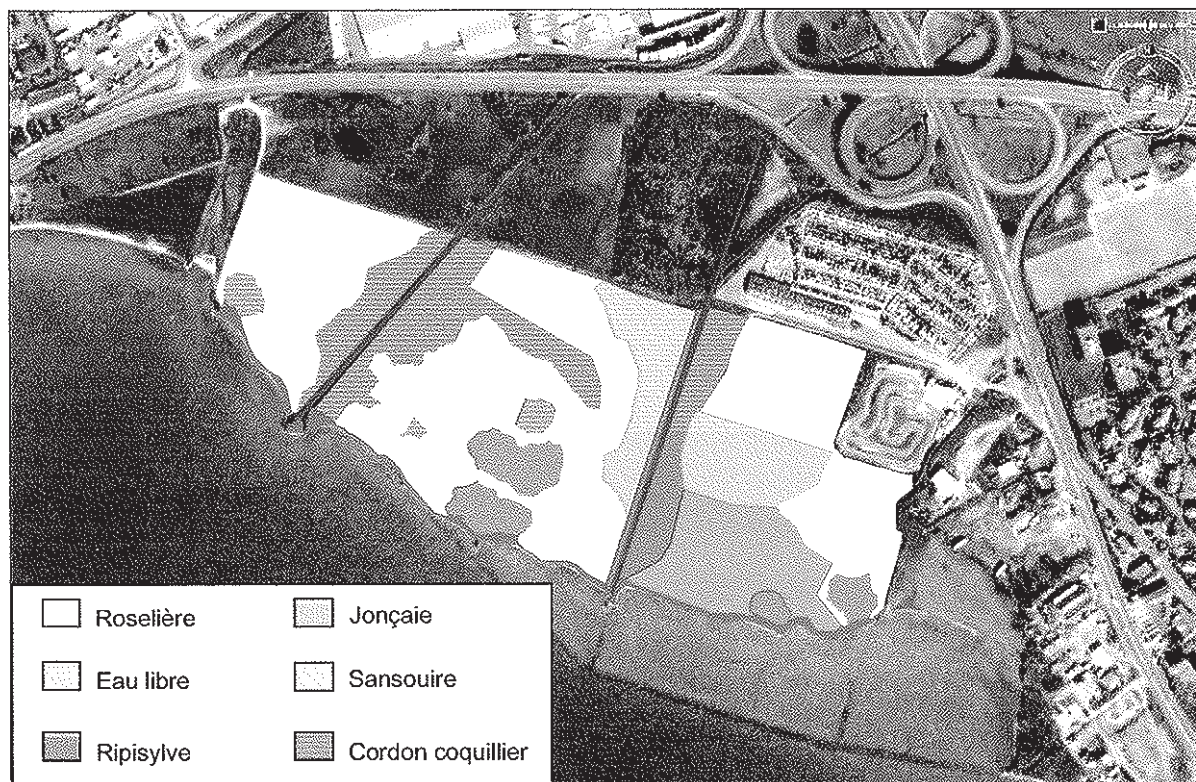 Roselière
Jonçaie
Eau libre
Sansouire
Ripisylve
Cordon coquillier